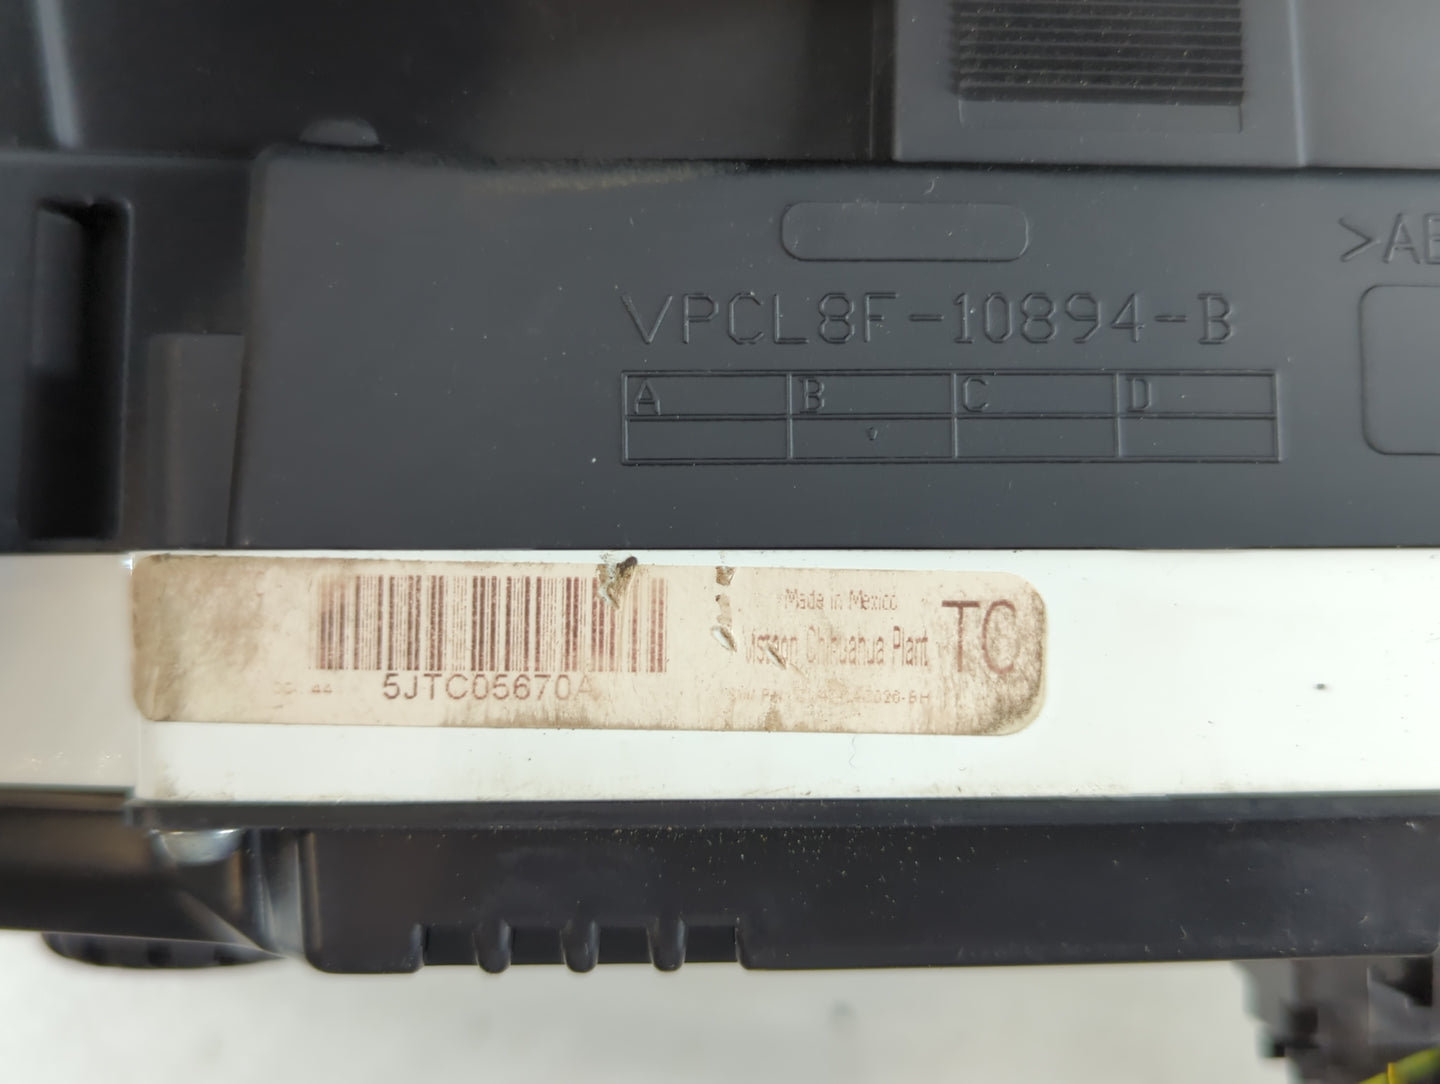 >AB
VPCL8F-10894-B
A B C D
Made in Mexico
Visteon Chihuahua Plant
TC
5JTC05670A